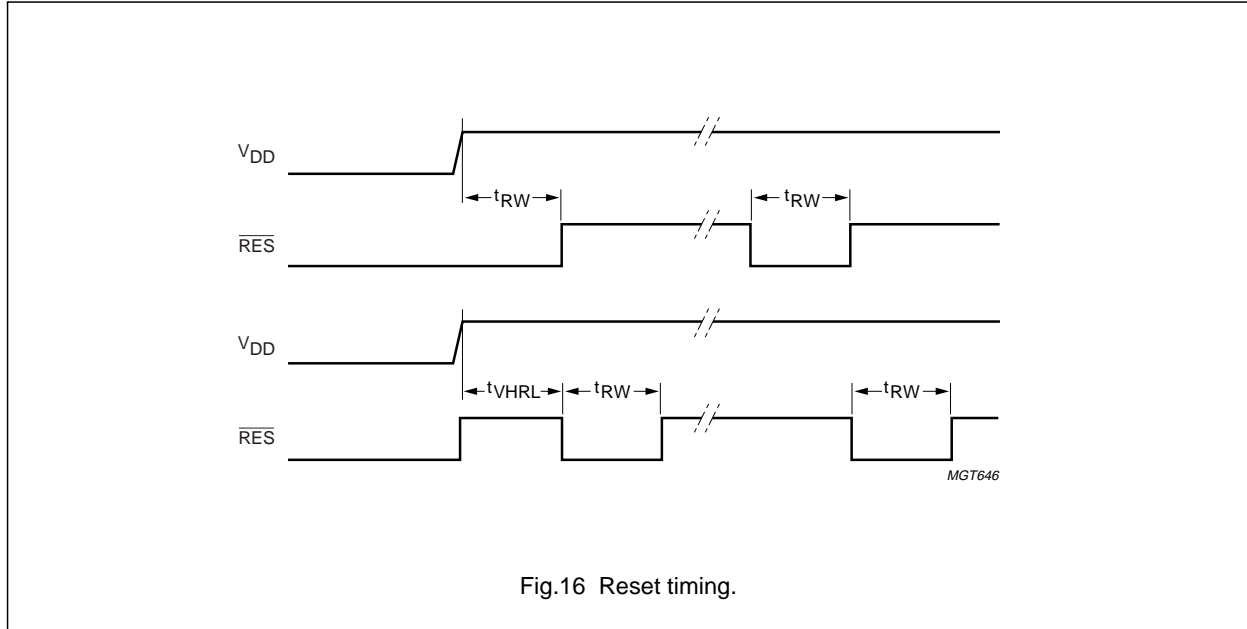 VDD
tRW
tRW
RES
VDD
tVHRL
tRW
tRW
RES
MGT646
Fig.16 Reset timing.